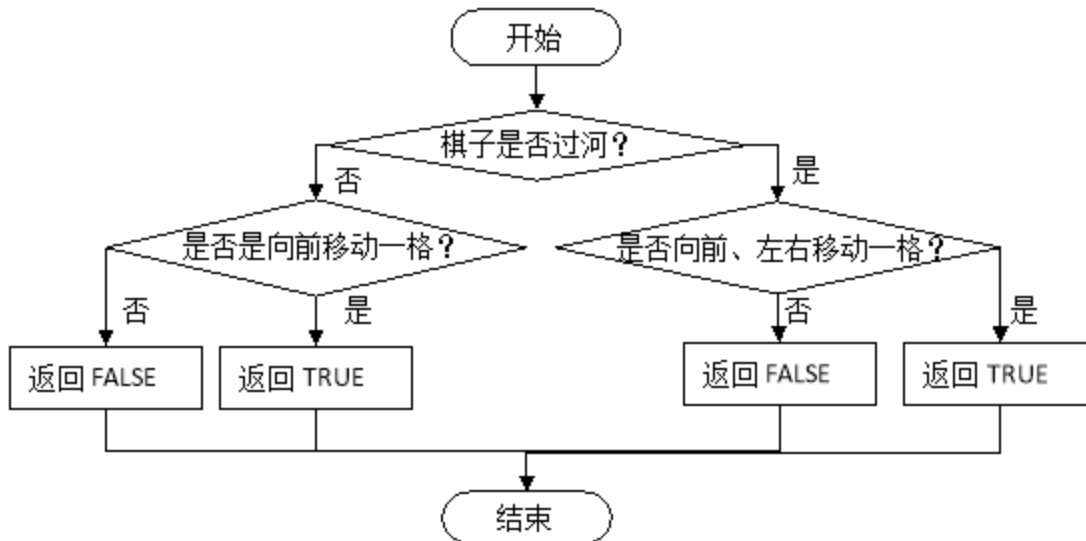 开始
棋子是否过河？
否
是
是否是向前移动一格？
是否向前、左右移动一格？
否
是
否
是
返回 FALSE
返回 TRUE
返回 FALSE
返回 TRUE
结束